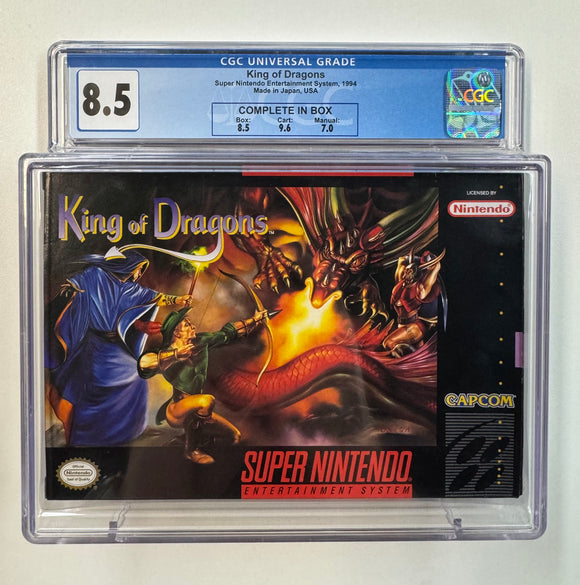 CGC UNIVERSAL GRADE
King of Dragons
Super Nintendo Entertainment System, 1994
Made in Japan, USA
8.5
COMPLETE IN BOX
Box: Cart: Manual:
8.5 9.6 7.0
CGC
King of Dragons™
LICENSED BY
Nintendo®
CAPCOM
Official
Nintendo
Seal of Quality
SUPER NINTENDO
ENTERTAINMENT SYSTEM